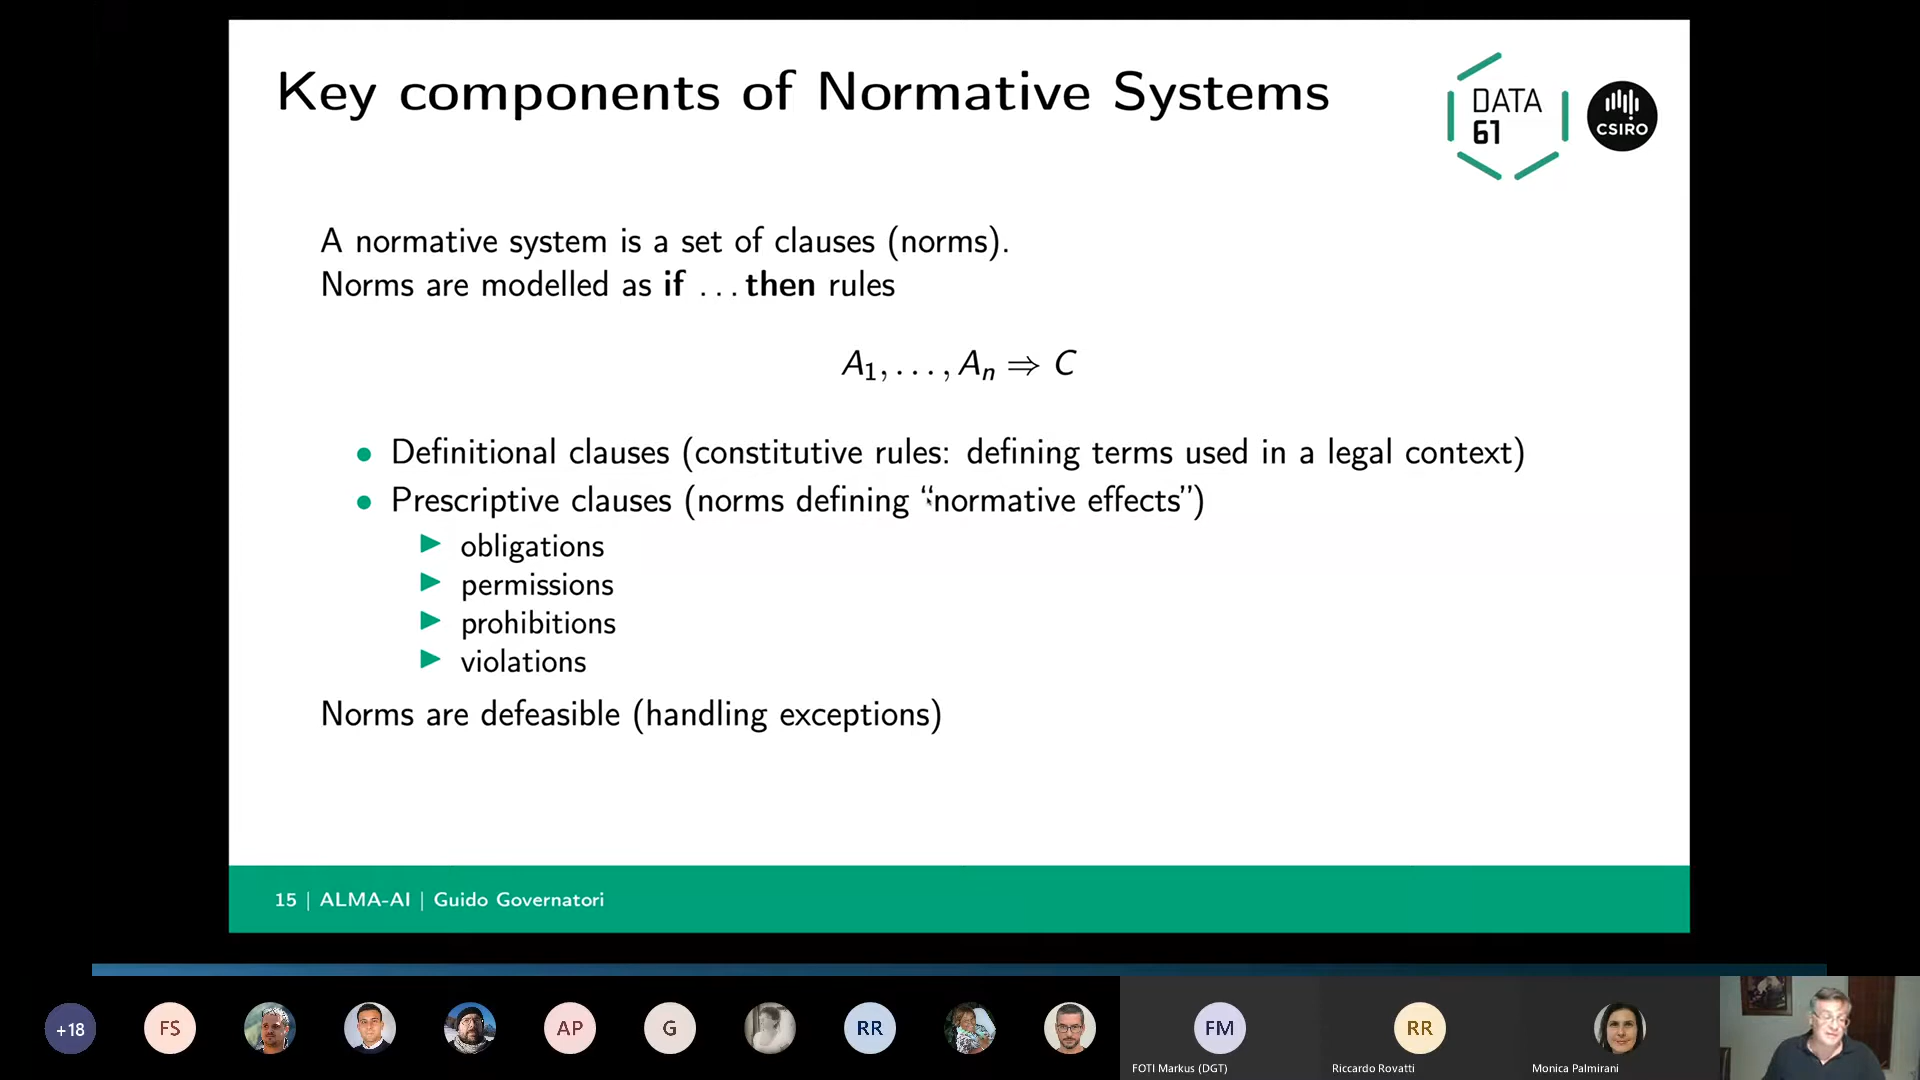 Key components of Normative Systems
DATA
61
CSIRO
A normative system is a set of clauses (norms).
Norms are modelled as if ... then rules
A₁, ..., Aₙ ⇒ C
• Definitional clauses (constitutive rules: defining terms used in a legal context)
• Prescriptive clauses (norms defining “normative effects”)
▶ obligations
▶ permissions
▶ prohibitions
▶ violations
Norms are defeasible (handling exceptions)
15 | ALMA-AI | Guido Governatori
+18
FS
AP
G
RR
FM
RR
FOTI Markus (DGT)
Riccardo Rovatti
Monica Palmirani